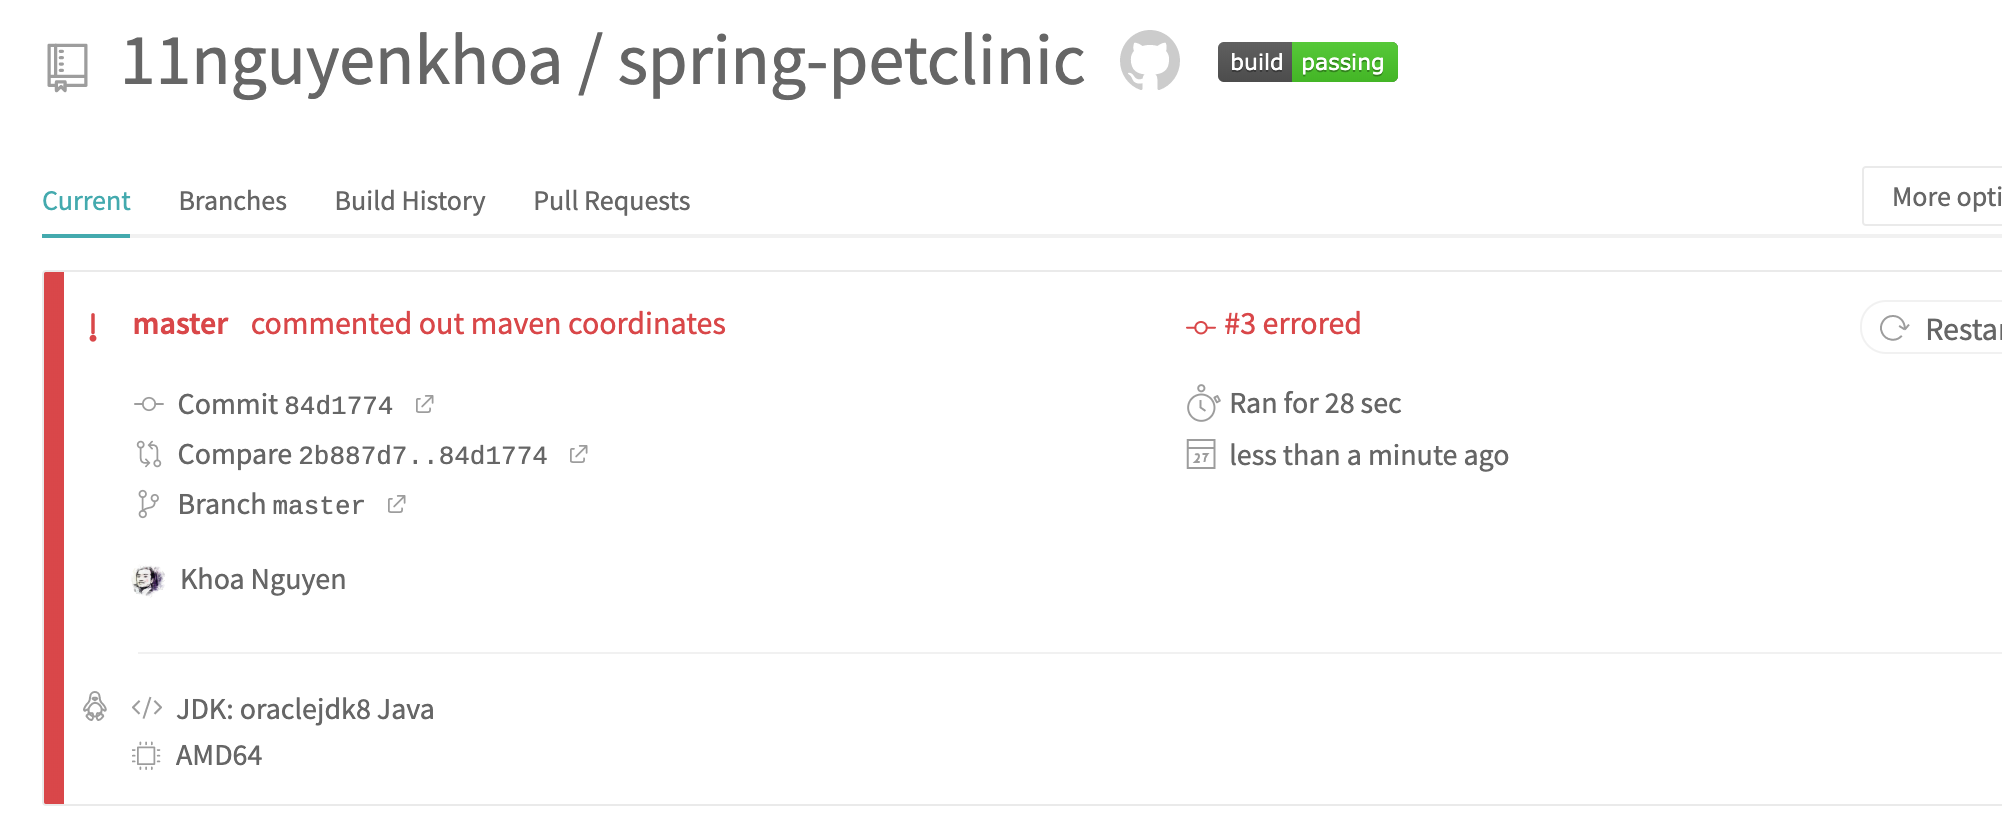 11nguyenkhoa / spring-petclinic
build passing
Current Branches Build History Pull Requests
More opti
master commented out maven coordinates
#3 errored
Restar
Commit 84d1774
Ran for 28 sec
Compare 2b887d7..84d1774
27 less than a minute ago
Branch master
Khoa Nguyen
</> JDK: oraclejdk8 Java
AMD64